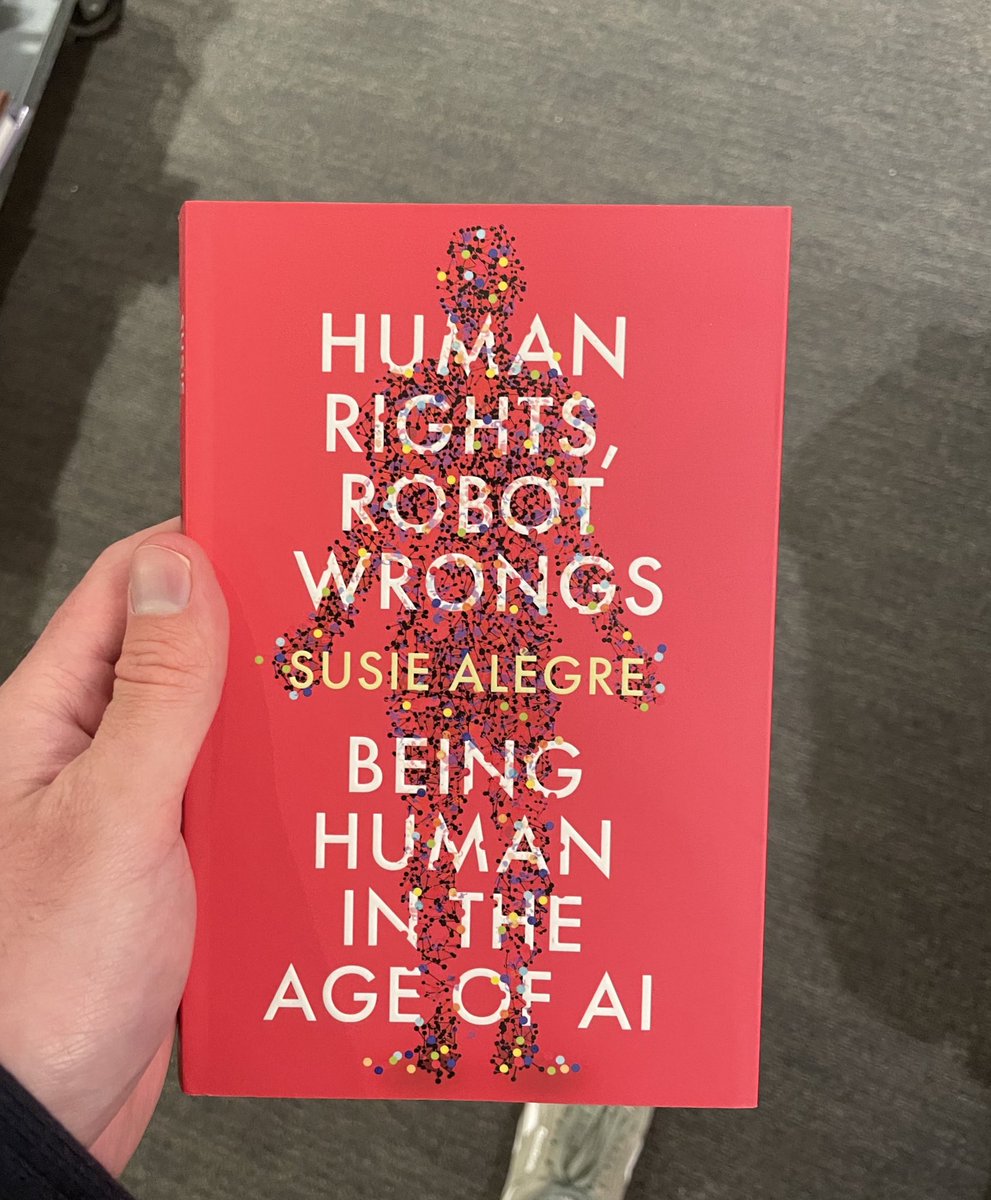 HUMAN
RIGHTS,
ROBOT
WRONGS
SUSIE ALEGRE
BEING
HUMAN
IN THE
AGE OF AI